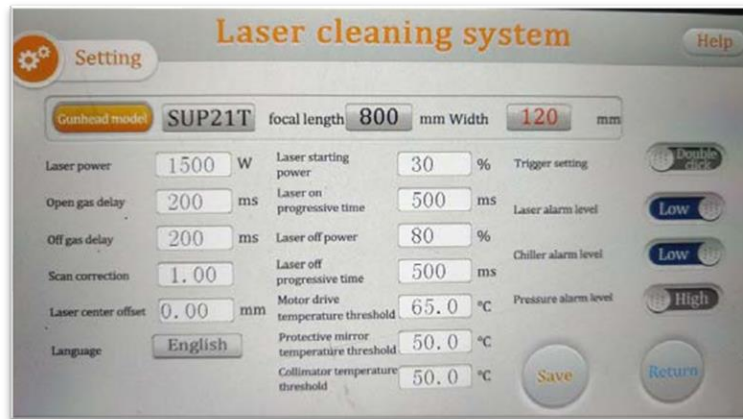 Laser cleaning system
Setting
Help
Gunhead model SUP21T focal length 800 mm Width 120 mm
Laser power 1500 W
Laser starting
power 30 %
Trigger setting Double
click
Open gas delay 200 ms
Laser on
progressive time 500 ms
Laser alarm level Low
Off gas delay 200 ms
Laser off power 80 %
Chiller alarm level Low
Scan correction 1.00
Laser off
progressive time 500 ms
Pressure alarm level High
Laser center offset 0.00 mm
Motor drive
temperature threshold 65.0 °C
Language English
Protective mirror
temperature threshold 50.0 °C
Collimator temperature
threshold 50.0 °C
Save
Return